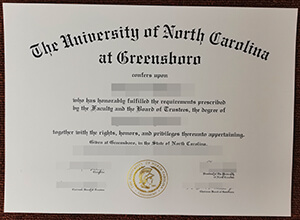 The University of North Carolina
at Greensboro
confers upon
who has honorably fulfilled the requirements prescribed
by the Faculty and the Board of Trustees, the degree of
together with the rights, honors, and privileges thereunto appertaining.
Given at Greensboro, in the State of North Carolina,